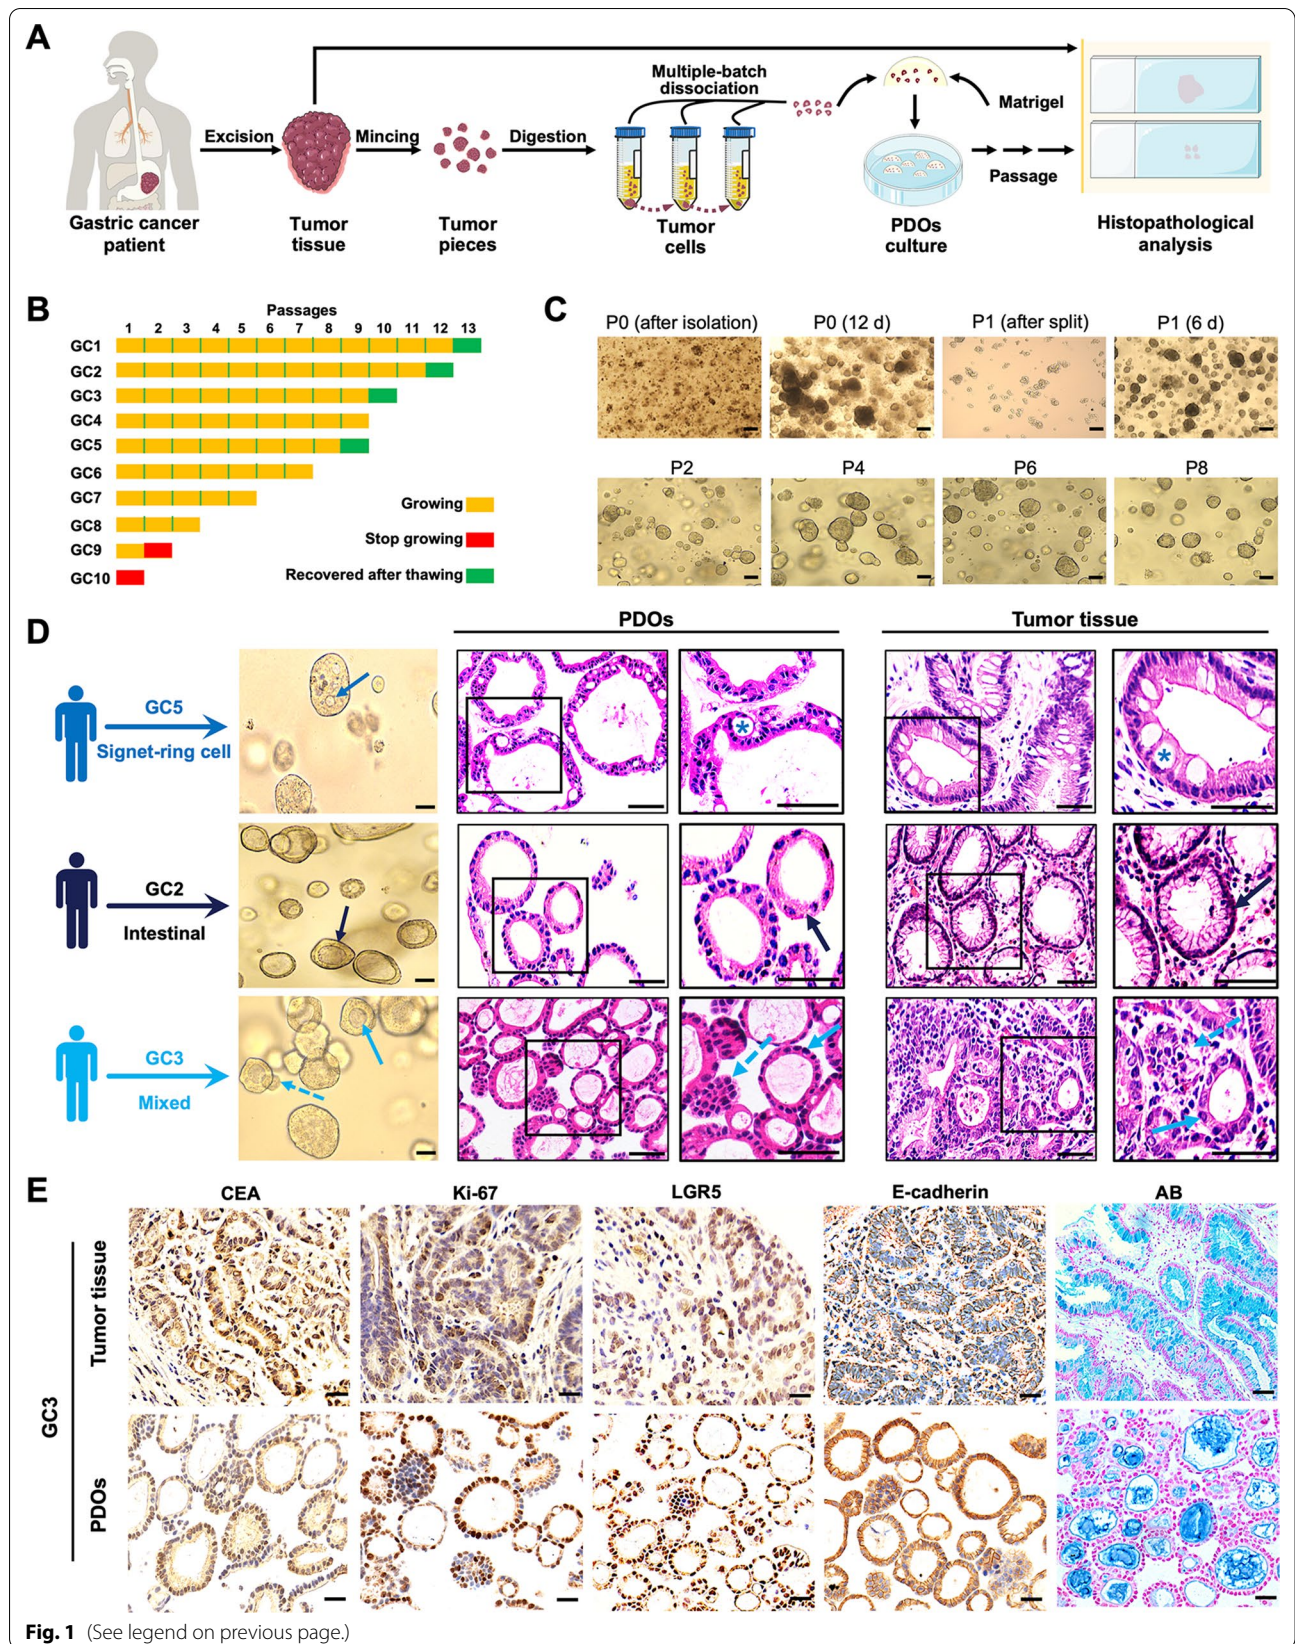 A
Multiple-batch
dissociation
Matrigel
Excision
Mincing
Digestion
Passage
Gastric cancer
patient
Tumor
tissue
Tumor
pieces
Tumor
cells
PDOs
culture
Histopathological
analysis
B
Passages
1 2 3 4 5 6 7 8 9 10 11 12 13
GC1
GC2
GC3
GC4
GC5
GC6
GC7
GC8
GC9
GC10
Growing
Stop growing
Recovered after thawing
C
P0 (after isolation)
P0 (12 d)
P1 (after split)
P1 (6 d)
P2
P4
P6
P8
D
PDOs
Tumor tissue
GC5
Signet-ring cell
*
*
GC2
Intestinal
GC3
Mixed
E
CEA
Ki-67
LGR5
E-cadherin
AB
GC3
Tumor tissue
PDOs
Fig. 1 (See legend on previous page.)